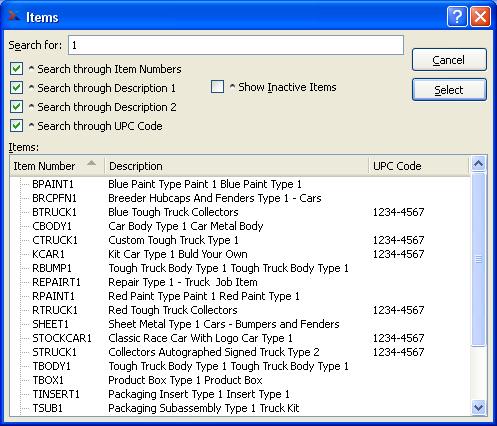 Items
Search for: 1
Cancel
^ Search through Item Numbers
^ Search through Description 1
^ Show Inactive Items
Select
^ Search through Description 2
^ Search through UPC Code
Items:
Item Number Description UPC Code
BPAINT1 Blue Paint Type Paint 1 Blue Paint Type 1
BRCPFN1 Breeder Hubcaps And Fenders Type 1 - Cars
BTRUCK1 Blue Tough Truck Collectors 1234-4567
CBODY1 Car Body Type 1 Car Metal Body
CTRUCK1 Custom Tough Truck Type 1 1234-4567
KCAR1 Kit Car Type 1 Buld Your Own 1234-4567
RBUMP1 Tough Truck Body Type 1 Tough Truck Body Type 1
REPAIRT1 Repair Type 1 - Truck Job Item
RPAINT1 Red Paint Type Paint 1 Red Paint Type 1
RTRUCK1 Red Tough Truck Collectors 1234-4567
SHEET1 Sheet Metal Type 1 Cars - Bumpers and Fenders
STOCKCAR1 Classic Race Car With Logo Car Type 1 1234-4567
STRUCK1 Collectors Autographed Signed Truck Type 2 1234-4567
TBODY1 Tough Truck Body Type 1 Tough Truck Body Type 1
TBOX1 Product Box Type 1 Product Box
TINSERT1 Packaging Insert Type 1 Insert Type 1
TSUB1 Packaging Subassembly Type 1 Truck Kit